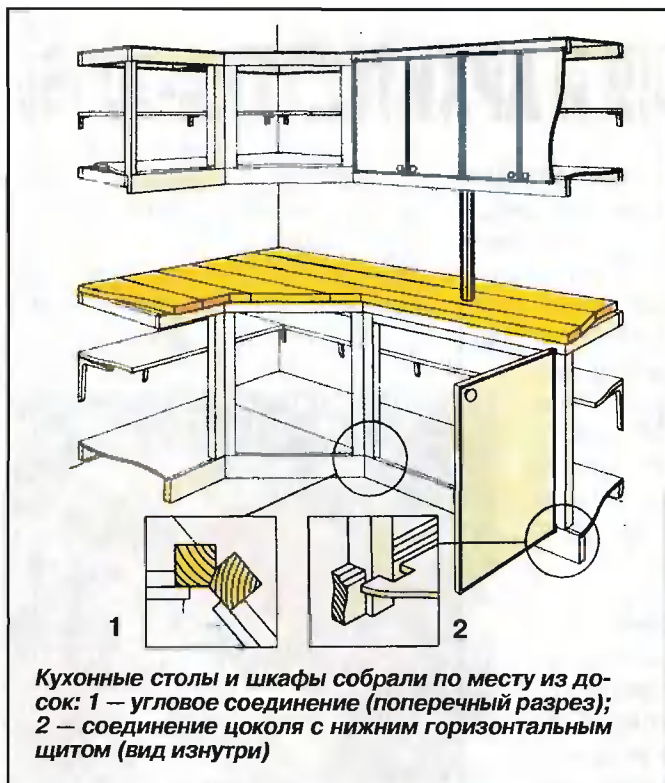 1
2
Кухонные столы и шкафы собрали по месту из до-
сок: 1 — угловое соединение (поперечный разрез);
2 — соединение цоколя с нижним горизонтальным
щитом (вид изнутри)